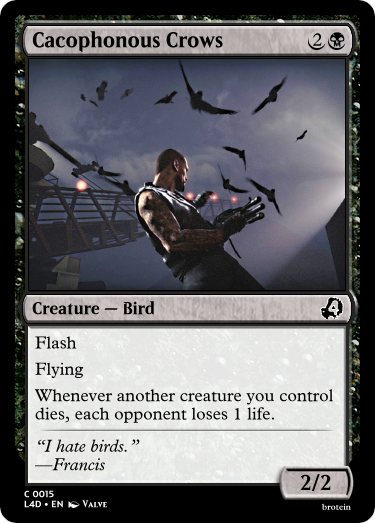 Cacophonous Crows 2
4
Creature — Bird
Flash
Flying
Whenever another creature you control
dies, each opponent loses 1 life.
“I hate birds.”
—Francis
2/2
C 0015
L4D • EN Valve
brotein